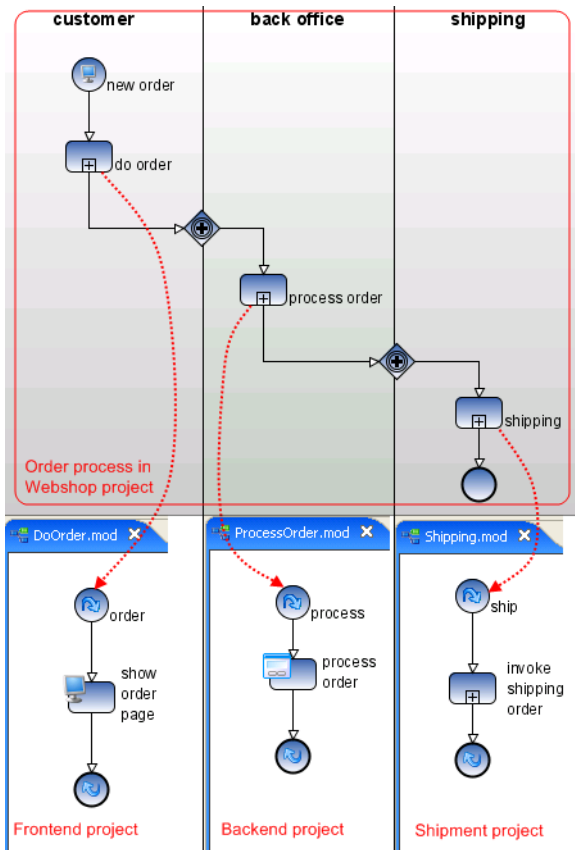 customer
back office
shipping
new order
do order
process order
shipping
Order process in
Webshop project
DoOrder.mod
ProcessOrder.mod
Shipping.mod
order
process
ship
show
order
page
process
order
invoke
shipping
order
Frontend project
Backend project
Shipment project